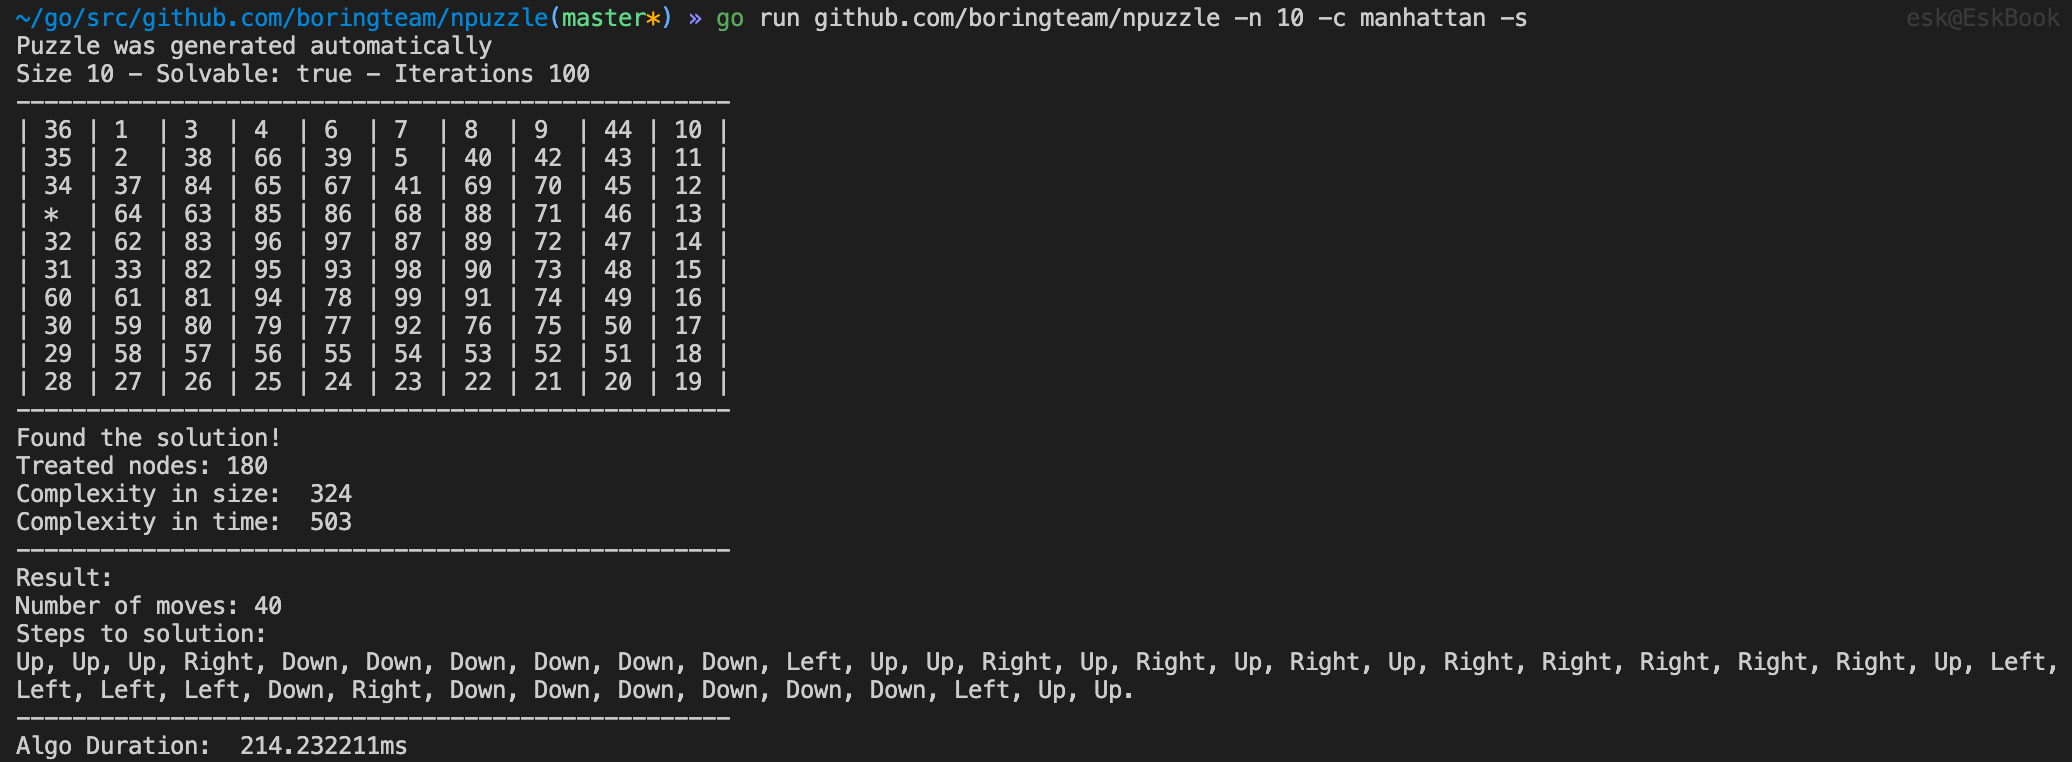 ~/go/src/github.com/boringteam/npuzzle(master*) » go run github.com/boringteam/npuzzle -n 10 -c manhattan -s esk@EskBook
Puzzle was generated automatically
Size 10 - Solvable: true - Iterations 100
---------------------------------------------------
| 36 | 1  | 3  | 4  | 6  | 7  | 8  | 9  | 44 | 10 |
| 35 | 2  | 38 | 66 | 39 | 5  | 40 | 42 | 43 | 11 |
| 34 | 37 | 84 | 65 | 67 | 41 | 69 | 70 | 45 | 12 |
| *  | 64 | 63 | 85 | 86 | 68 | 88 | 71 | 46 | 13 |
| 32 | 62 | 83 | 96 | 97 | 87 | 89 | 72 | 47 | 14 |
| 31 | 33 | 82 | 95 | 93 | 98 | 90 | 73 | 48 | 15 |
| 60 | 61 | 81 | 94 | 78 | 99 | 91 | 74 | 49 | 16 |
| 30 | 59 | 80 | 79 | 77 | 92 | 76 | 75 | 50 | 17 |
| 29 | 58 | 57 | 56 | 55 | 54 | 53 | 52 | 51 | 18 |
| 28 | 27 | 26 | 25 | 24 | 23 | 22 | 21 | 20 | 19 |
---------------------------------------------------
Found the solution!
Treated nodes: 180
Complexity in size:  324
Complexity in time:  503
---------------------------------------------------
Result:
Number of moves: 40
Steps to solution:
Up, Up, Up, Right, Down, Down, Down, Down, Down, Down, Left, Up, Up, Right, Up, Right, Up, Right, Up, Right, Right, Right, Right, Right, Up, Left,
Left, Left, Left, Down, Right, Down, Down, Down, Down, Down, Down, Left, Up, Up.
---------------------------------------------------
Algo Duration:  214.232211ms